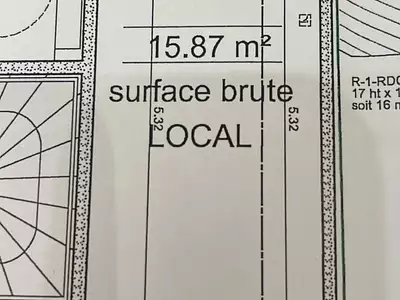 15.87 m²
surface brute
LOCAL
5.32
5.32
R-1-RDC
17 ht x 1
soit 16 m